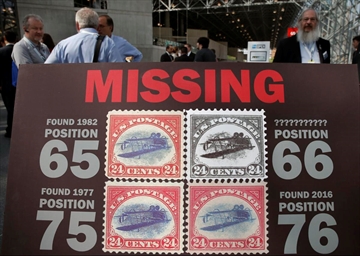 MISSING
FOUND 1982
POSITION
65
U.S. POSTAGE
24 CENTS 24
U.S. POSTAGE
24 CENTS 24
???????????
POSITION
66
FOUND 1977
POSITION
75
U.S. POSTAGE
24 CENTS 24
U.S. POSTAGE
24 CENTS 24
FOUND 2016
POSITION
76